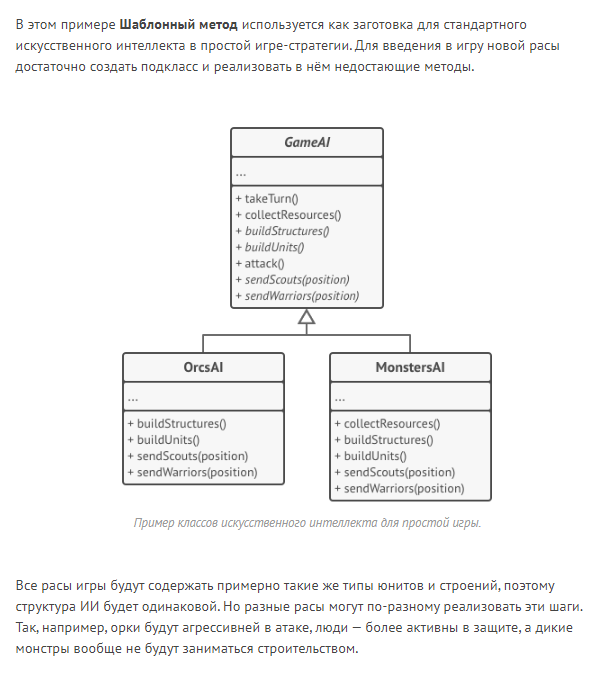 В этом примере Шаблонный метод используется как заготовка для стандартного
искусственного интеллекта в простой игре-стратегии. Для введения в игру новой расы
достаточно создать подкласс и реализовать в нём недостающие методы.
GameAI
...
+ takeTurn()
+ collectResources()
+ buildStructures()
+ buildUnits()
+ attack()
+ sendScouts(position)
+ sendWarriors(position)
OrcsAI
...
+ buildStructures()
+ buildUnits()
+ sendScouts(position)
+ sendWarriors(position)
MonstersAI
...
+ collectResources()
+ buildStructures()
+ buildUnits()
+ sendScouts(position)
+ sendWarriors(position)
Пример классов искусственного интеллекта для простой игры.
Все расы игры будут содержать примерно такие же типы юнитов и строений, поэтому
структура ИИ будет одинаковой. Но разные расы могут по-разному реализовать эти шаги.
Так, например, орки будут агрессивней в атаке, люди — более активны в защите, а дикие
монстры вообще не будут заниматься строительством.